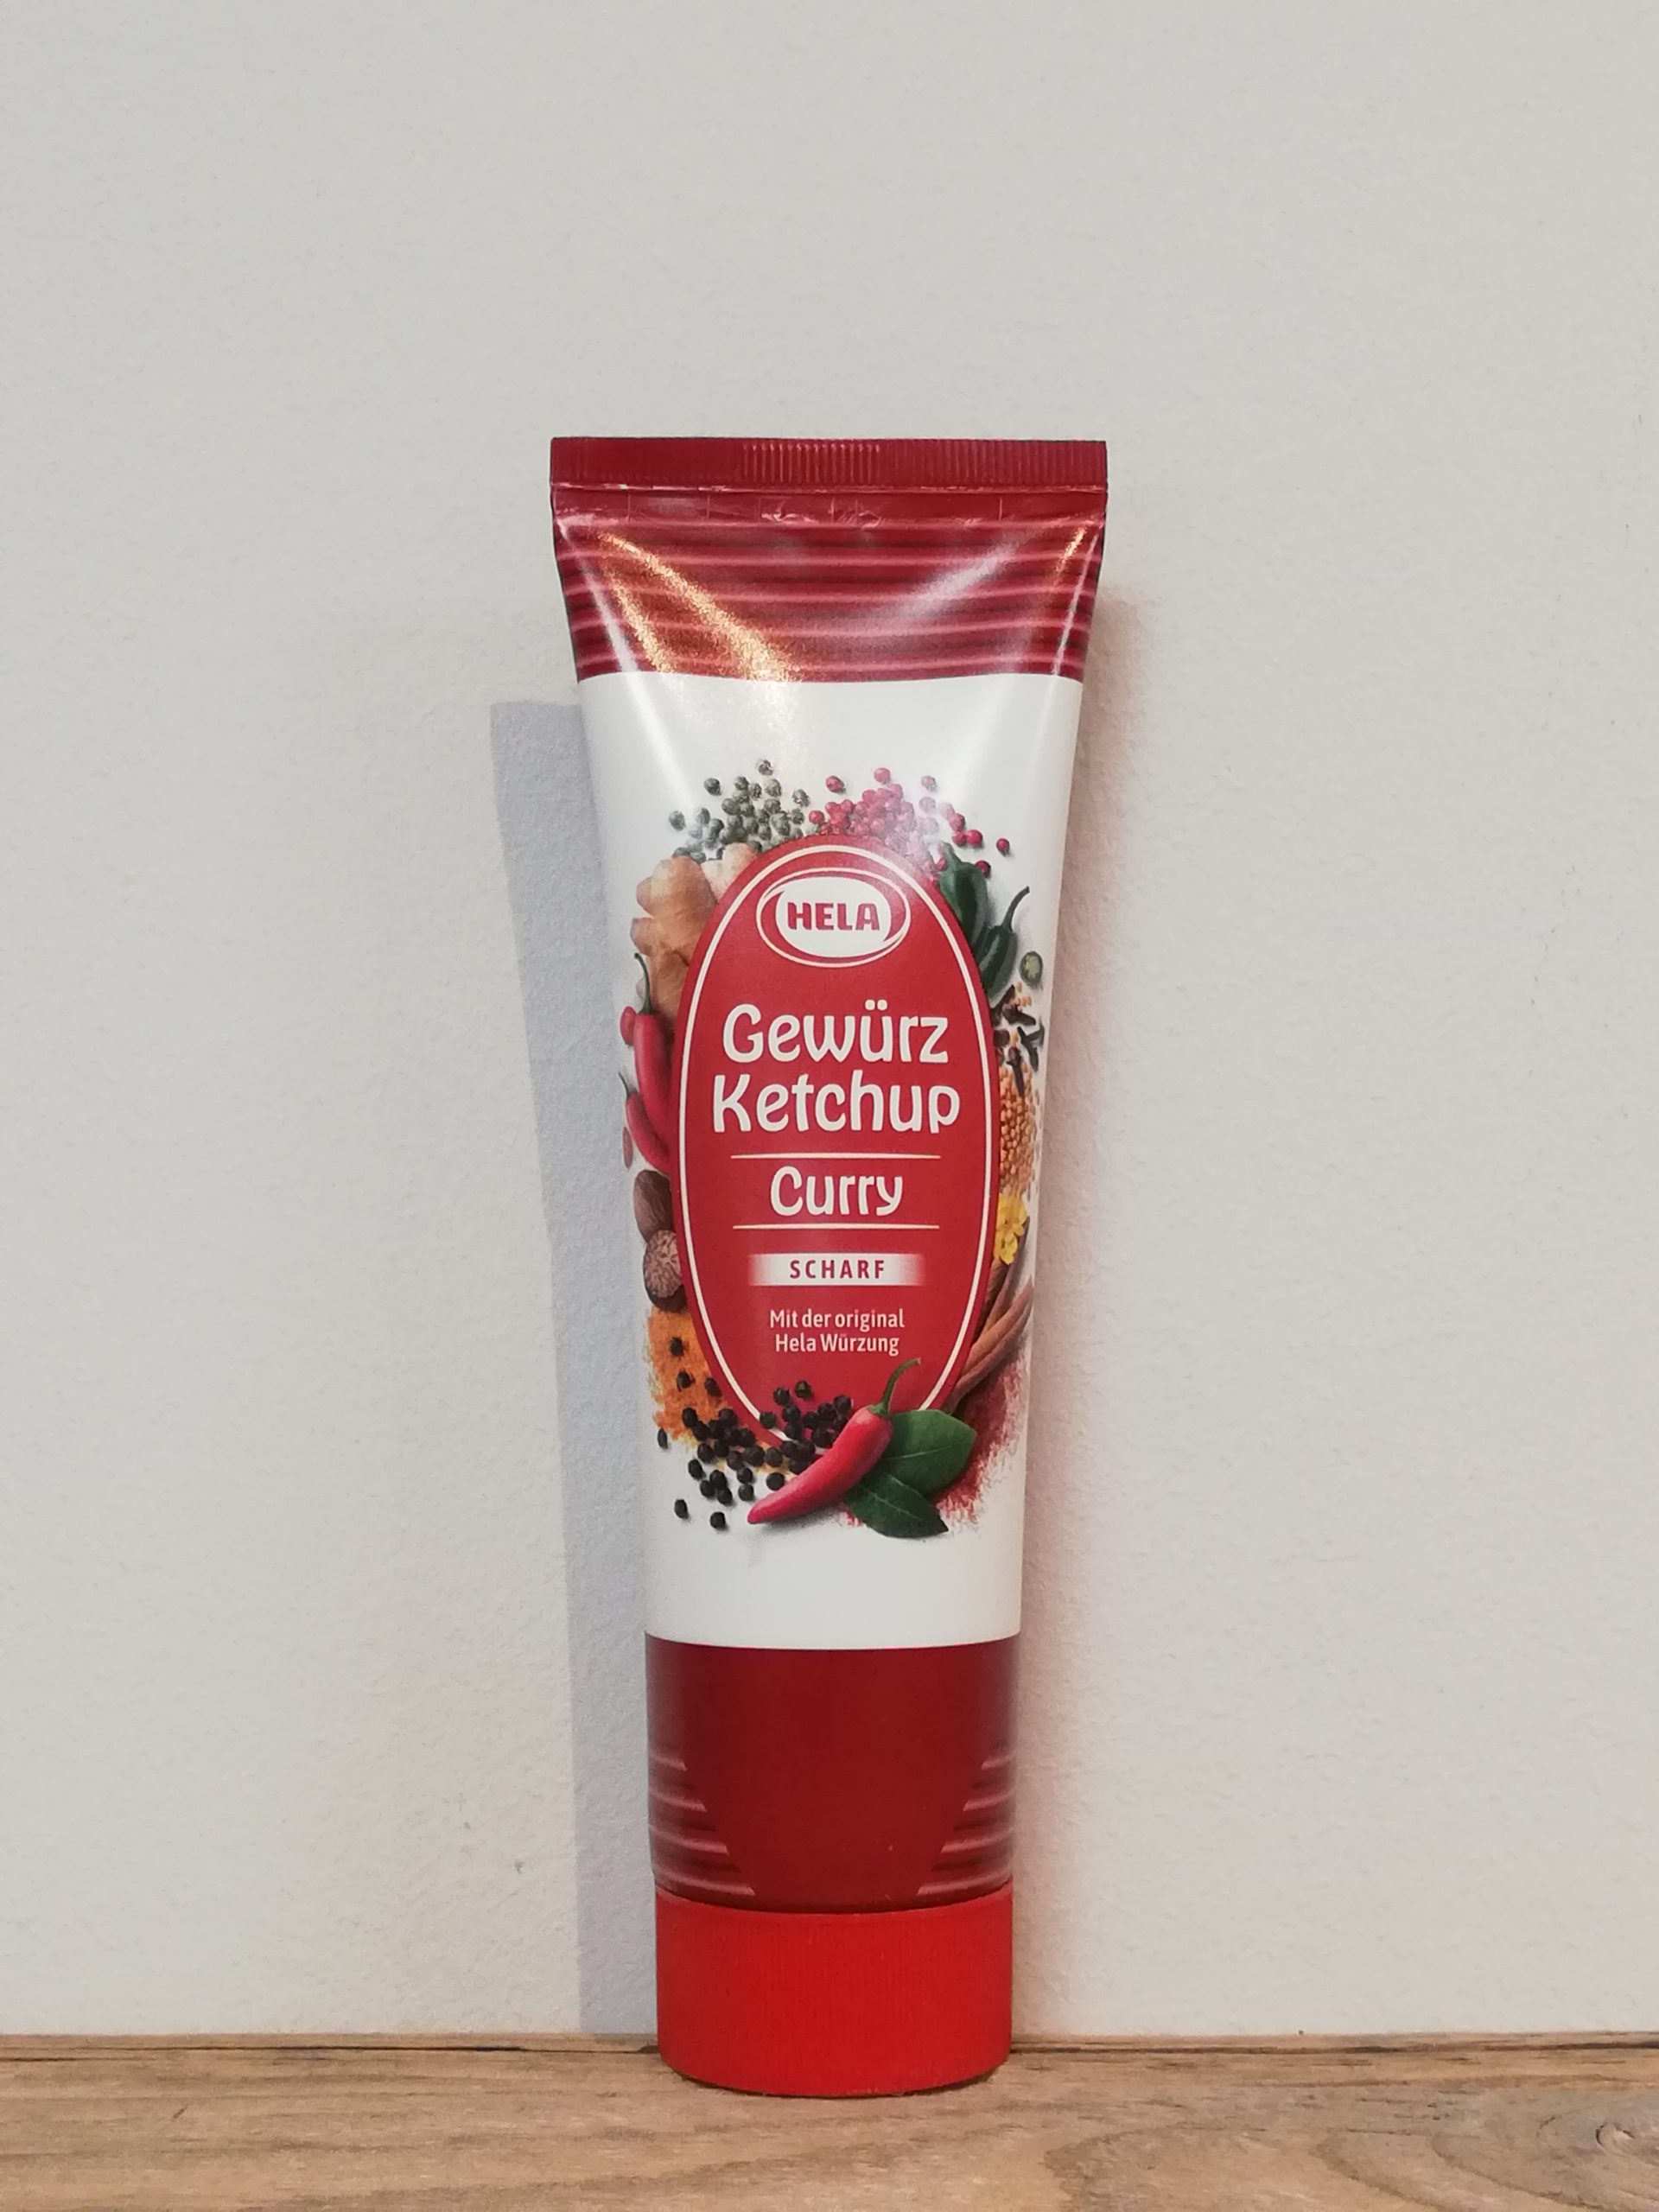 HELA
Gewürz
Ketchup
Curry
SCHARF
Mit der original
Hela Würzung